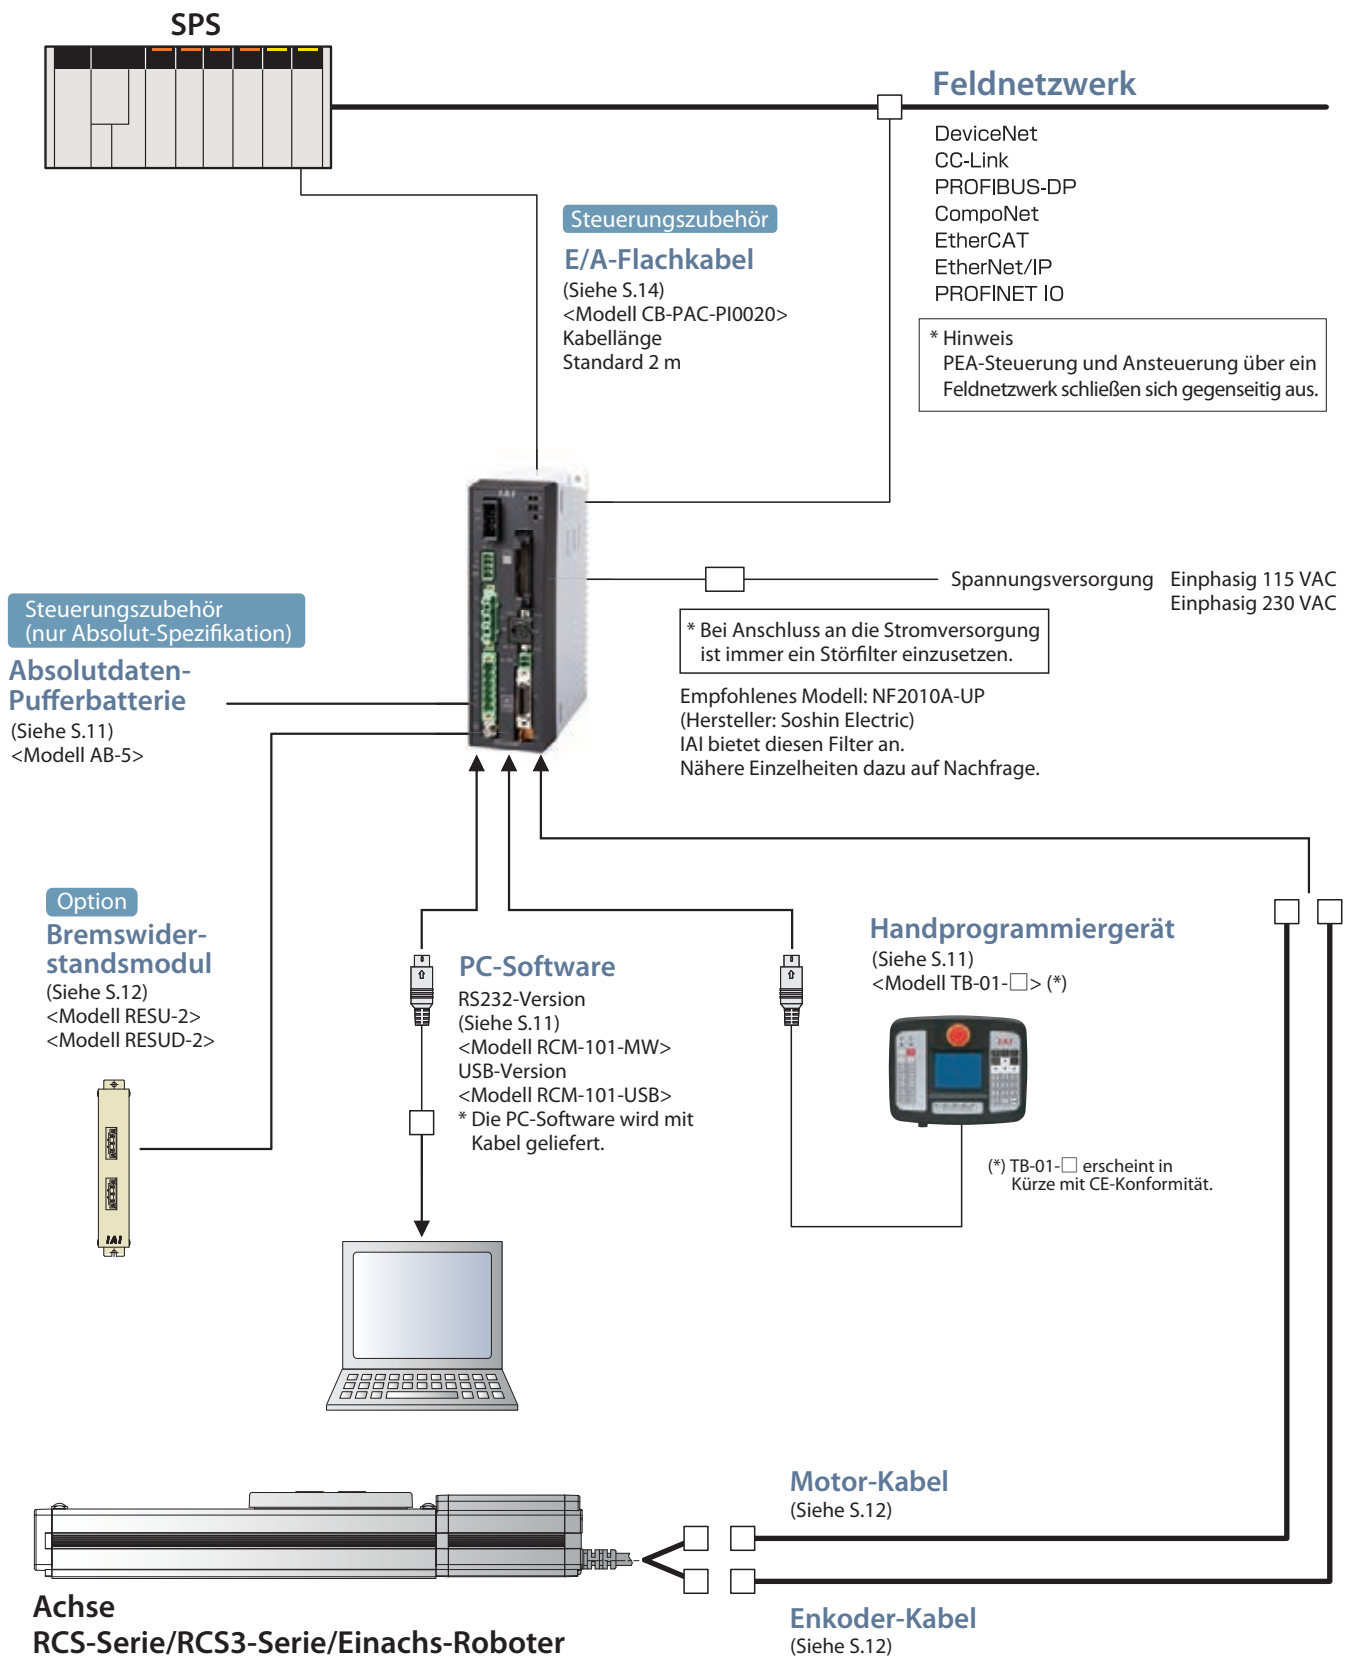 SPS
Feldnetzwerk
DeviceNet
CC-Link
PROFIBUS-DP
CompoNet
EtherCAT
EtherNet/IP
PROFINET IO
* Hinweis
PEA-Steuerung und Ansteuerung über ein
Feldnetzwerk schließen sich gegenseitig aus.
Steuerungszubehör
E/A-Flachkabel
(Siehe S.14)
<Modell CB-PAC-PI0020>
Kabellänge
Standard 2 m
IAI
Spannungsversorgung Einphasig 115 VAC
Einphasig 230 VAC
* Bei Anschluss an die Stromversorgung
ist immer ein Störfilter einzusetzen.
Empfohlenes Modell: NF2010A-UP
(Hersteller: Soshin Electric)
IAI bietet diesen Filter an.
Nähere Einzelheiten dazu auf Nachfrage.
Steuerungszubehör
(nur Absolut-Spezifikation)
Absolutdaten-
Pufferbatterie
(Siehe S.11)
<Modell AB-5>
Option
Bremswider-
standsmodul
(Siehe S.12)
<Modell RESU-2>
<Modell RESUD-2>
IAI
PC-Software
RS232-Version
(Siehe S.11)
<Modell RCM-101-MW>
USB-Version
<Modell RCM-101-USB>
* Die PC-Software wird mit
Kabel geliefert.
Handprogrammiergerät
(Siehe S.11)
<Modell TB-01-□> (*)
IAI
(*) TB-01-□ erscheint in
Kürze mit CE-Konformität.
Motor-Kabel
(Siehe S.12)
Enkoder-Kabel
(Siehe S.12)
Achse
RCS-Serie/RCS3-Serie/Einachs-Roboter